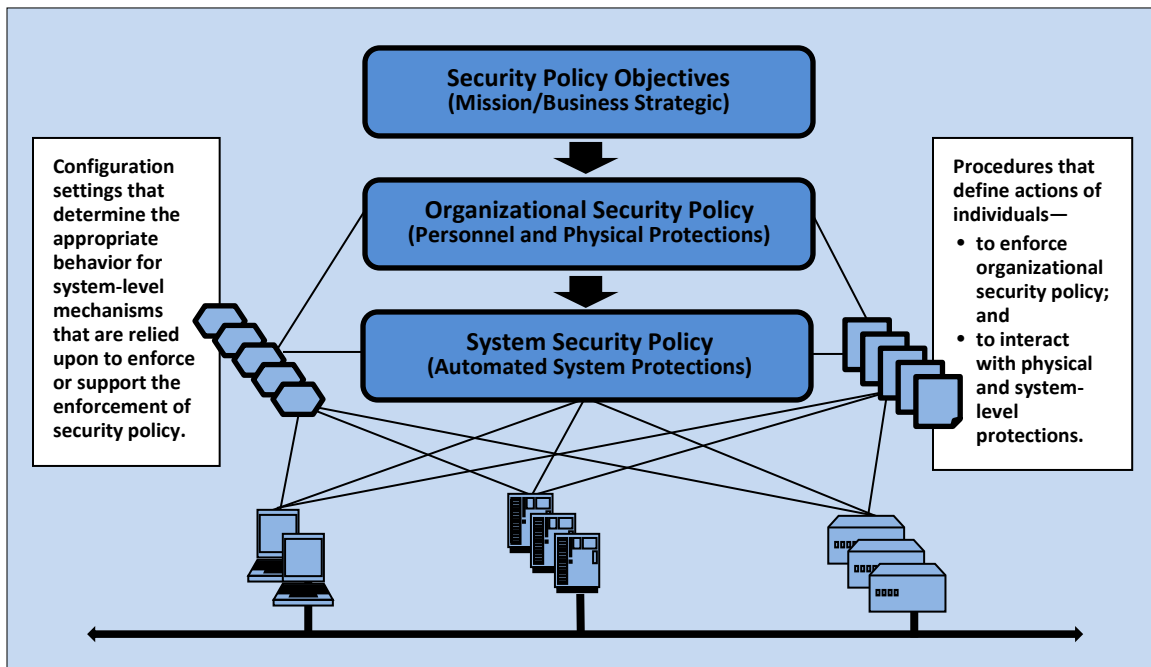 Security Policy Objectives
(Mission/Business Strategic)
Configuration
settings that
determine the
appropriate
behavior for
system-level
mechanisms
that are relied
upon to enforce
or support the
enforcement of
security policy.
Organizational Security Policy
(Personnel and Physical Protections)
System Security Policy
(Automated System Protections)
Procedures that
define actions of
individuals—
• to enforce
organizational
security policy;
and
• to interact
with physical
and system-
level
protections.